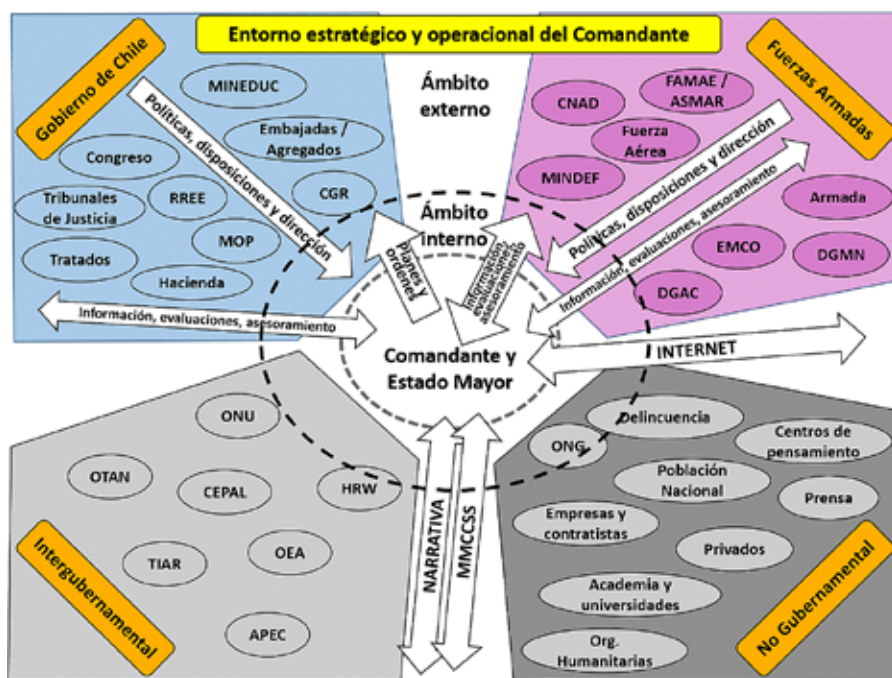 Entorno estratégico y operacional del Comandante
Gobierno de Chile
MINEDUC
Embajadas /
Agregados
Congreso
CGR
Tribunales
de Justicia
RREE
MOP
Tratados
Hacienda
Políticas, disposiciones y dirección
Información, evaluaciones, asesoramiento
Ámbito
externo
Ámbito
interno
Planes y
ordenes
Información,
evaluaciones,
asesoramiento
Fuerzas Armadas
CNAD
FAMAE /
ASMAR
Fuerza
Aérea
MINDEF
Armada
EMCO
DGMN
DGAC
Políticas, disposiciones y dirección
Información, evaluaciones, asesoramiento
Comandante y
Estado Mayor
INTERNET
NARRATIVA
MMCCSS
Intergubernamental
ONU
OTAN
CEPAL
HRW
TIAR
OEA
APEC
No Gubernamental
Delincuencia
ONG
Centros de
pensamiento
Población
Nacional
Prensa
Empresas y
contratistas
Privados
Academia y
universidades
Org.
Humanitarias